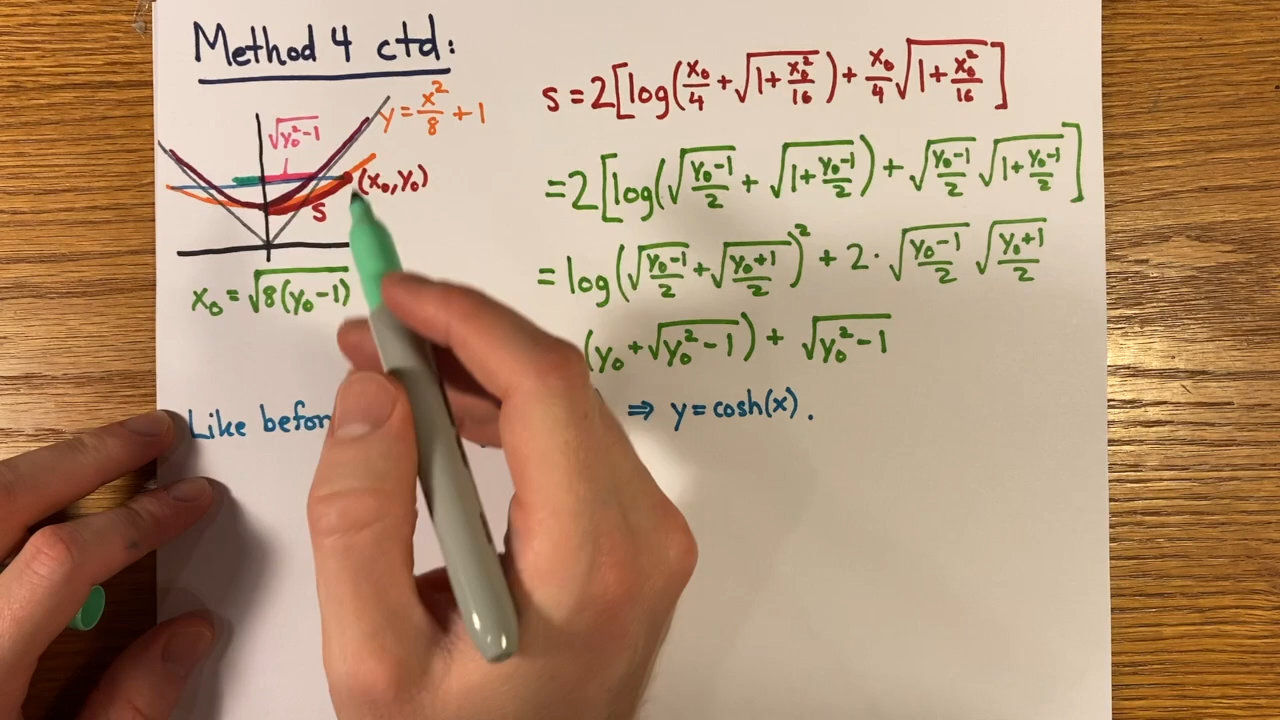 Method 4 ctd:
y = x²/8 + 1
√(y₀²-1)
(x₀,y₀)
s
x₀ = √(8(y₀-1))
s = 2[log(x₀/4 + √(1+x₀²/16)) + x₀/4 √(1+x₀²/16)]
= 2[log(√((y₀-1)/2) + √(1+(y₀-1)/2)) + √((y₀-1)/2) √(1+(y₀-1)/2)]
= log(√((y₀-1)/2) + √((y₀+1)/2))² + 2·√((y₀-1)/2) √((y₀+1)/2)
(y₀+√(y₀²-1)) + √(y₀²-1)
Like ⇒ y=cosh(x).